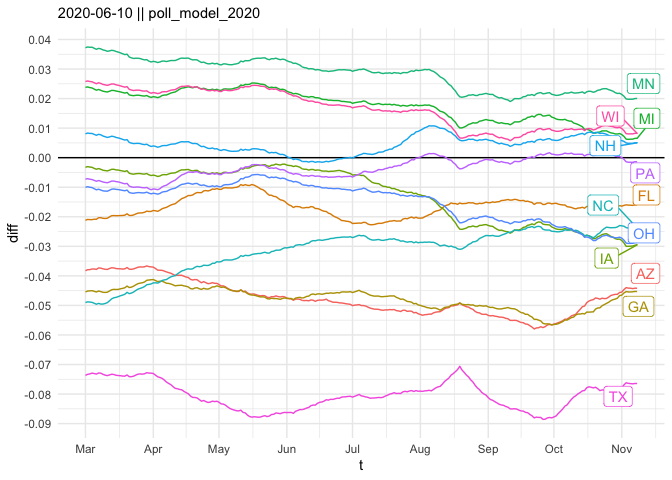 2020-06-10 || poll_model_2020
0.04
0.03
0.02
0.01
0.00
-0.01
-0.02
-0.03
-0.04
-0.05
-0.06
-0.07
-0.08
-0.09
diff
MN
WI
MI
NH
PA
FL
NC
OH
IA
AZ
GA
TX
Mar Apr May Jun Jul Aug Sep Oct Nov
t